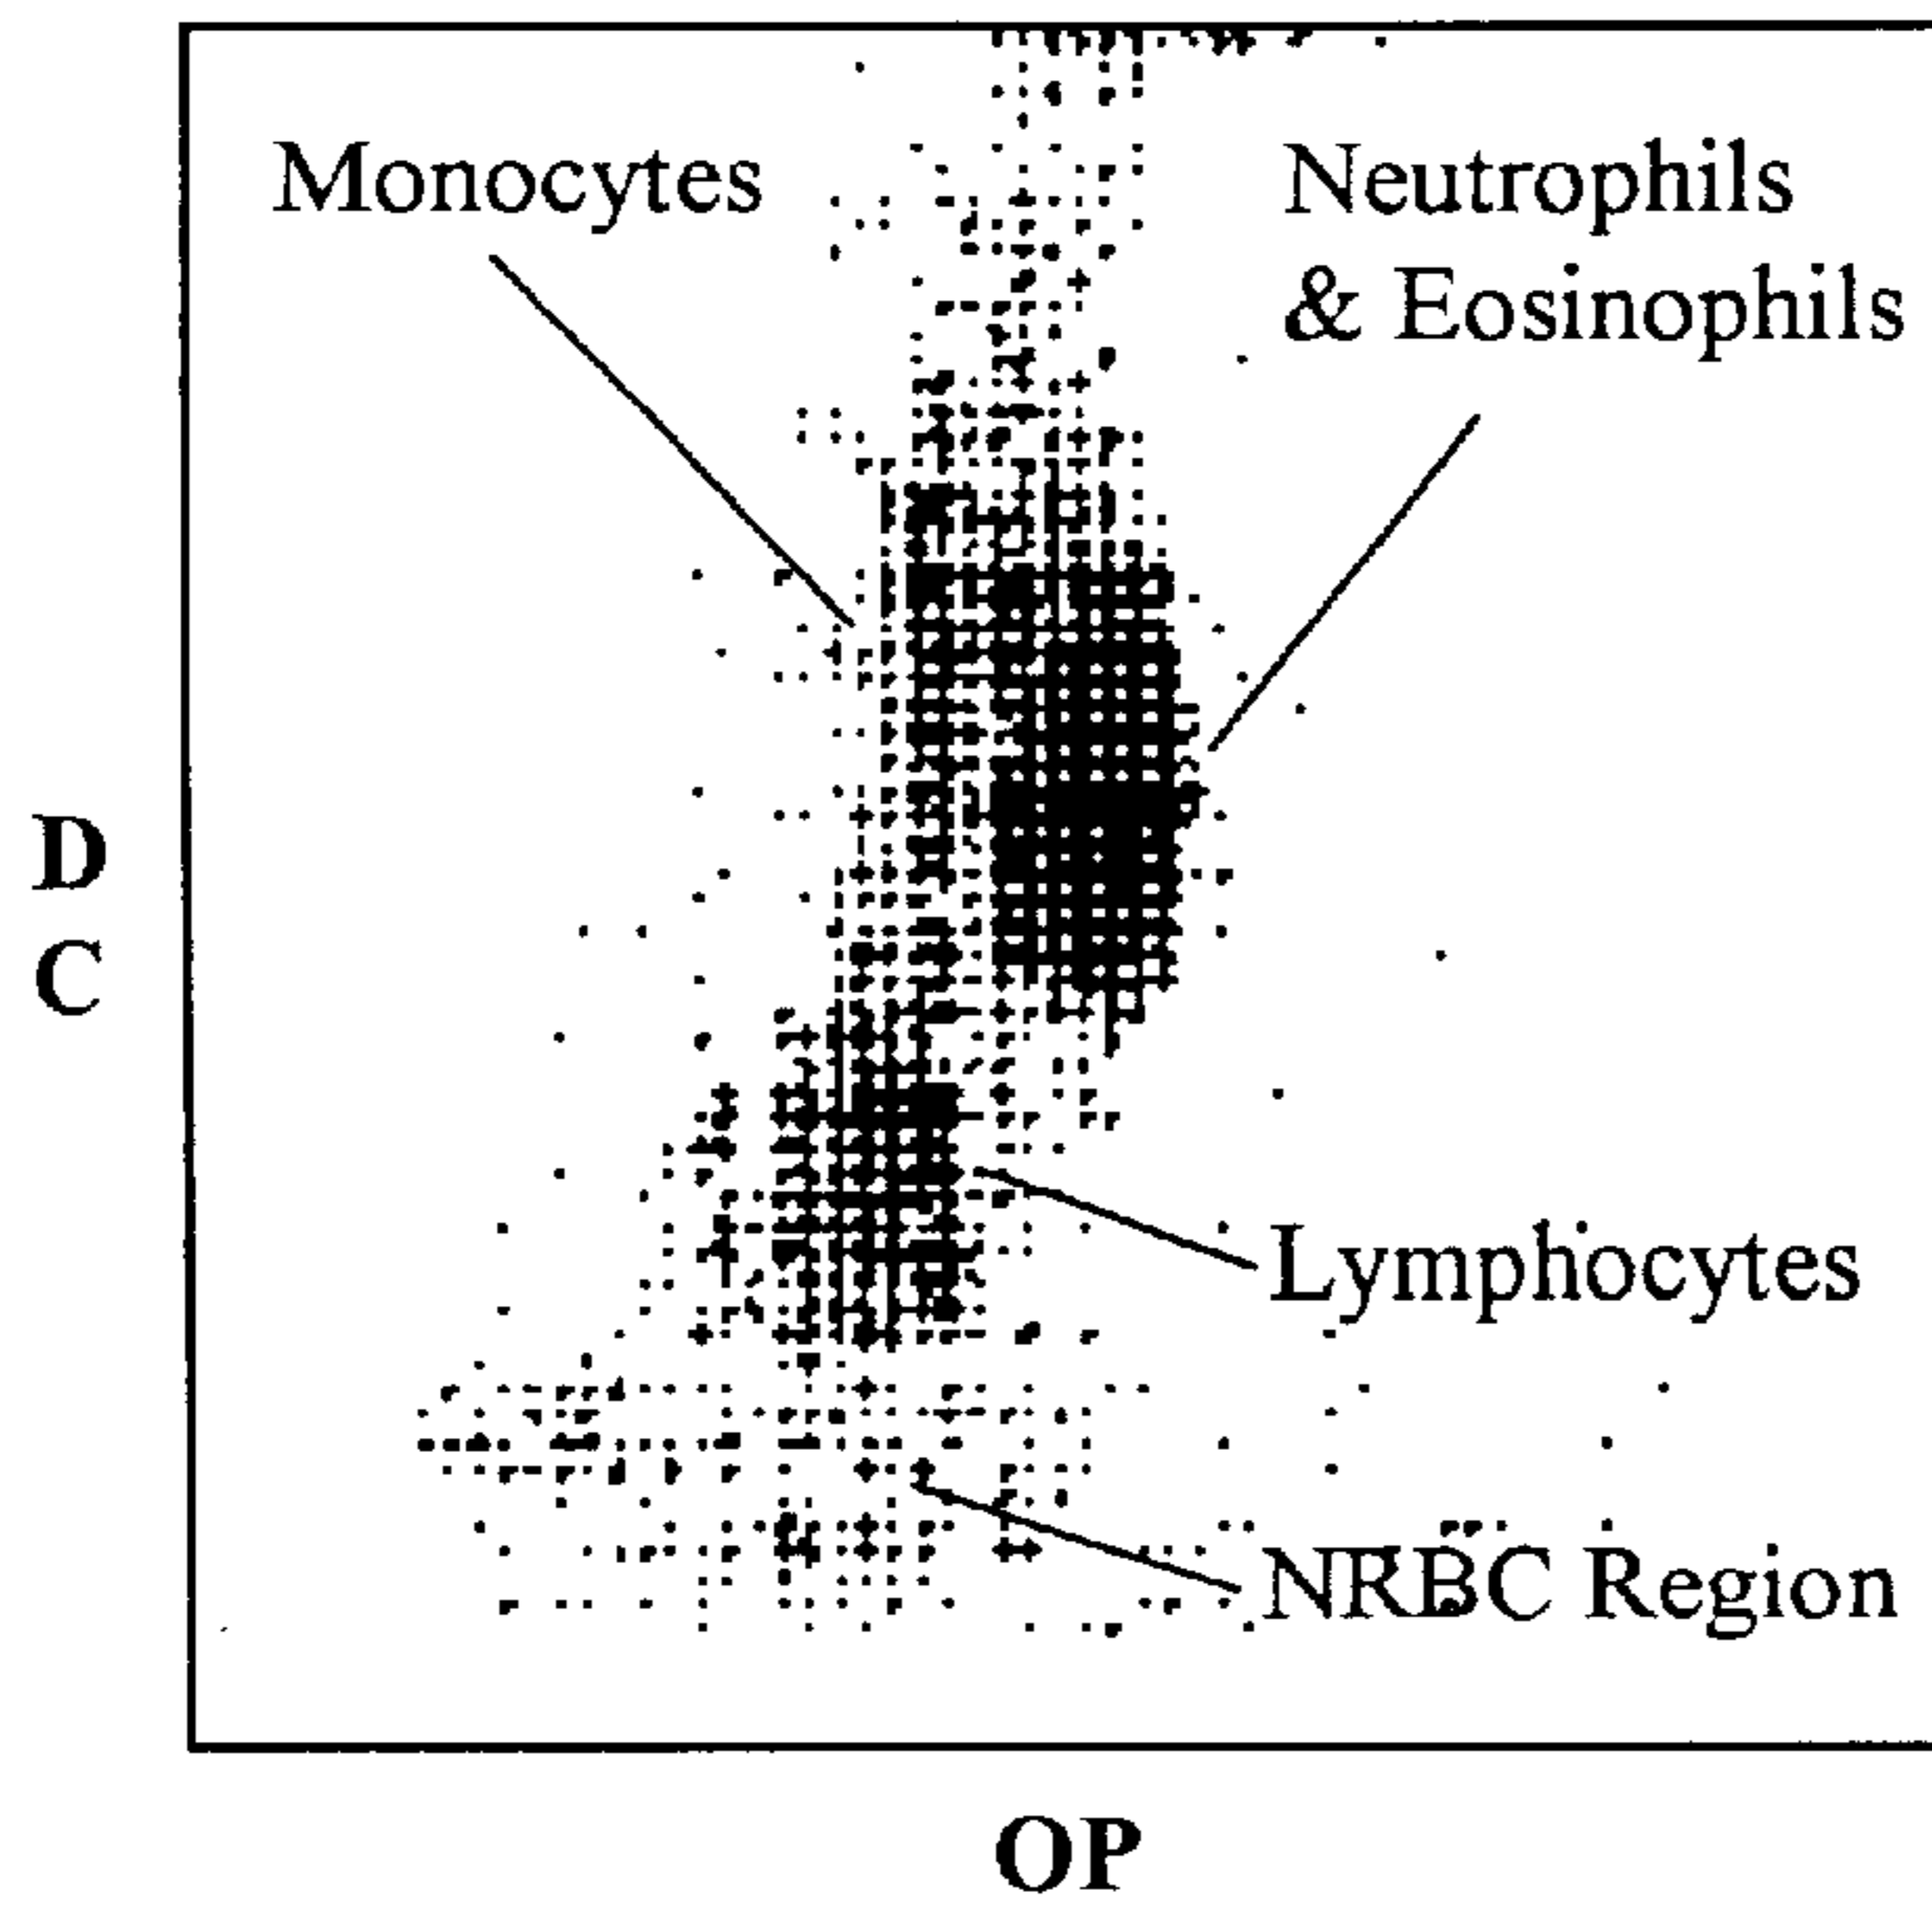 Monocytes
Neutrophils
& Eosinophils
D
C
Lymphocytes
NRBC Region
OP